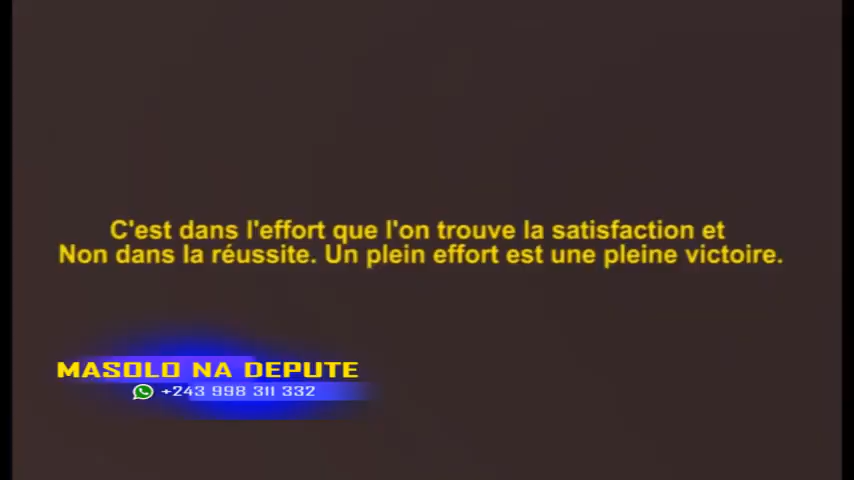 C'est dans l'effort que l'on trouve la satisfaction et
Non dans la réussite. Un plein effort est une pleine victoire.
MASOLO NA DEPUTE
+243 998 311 332